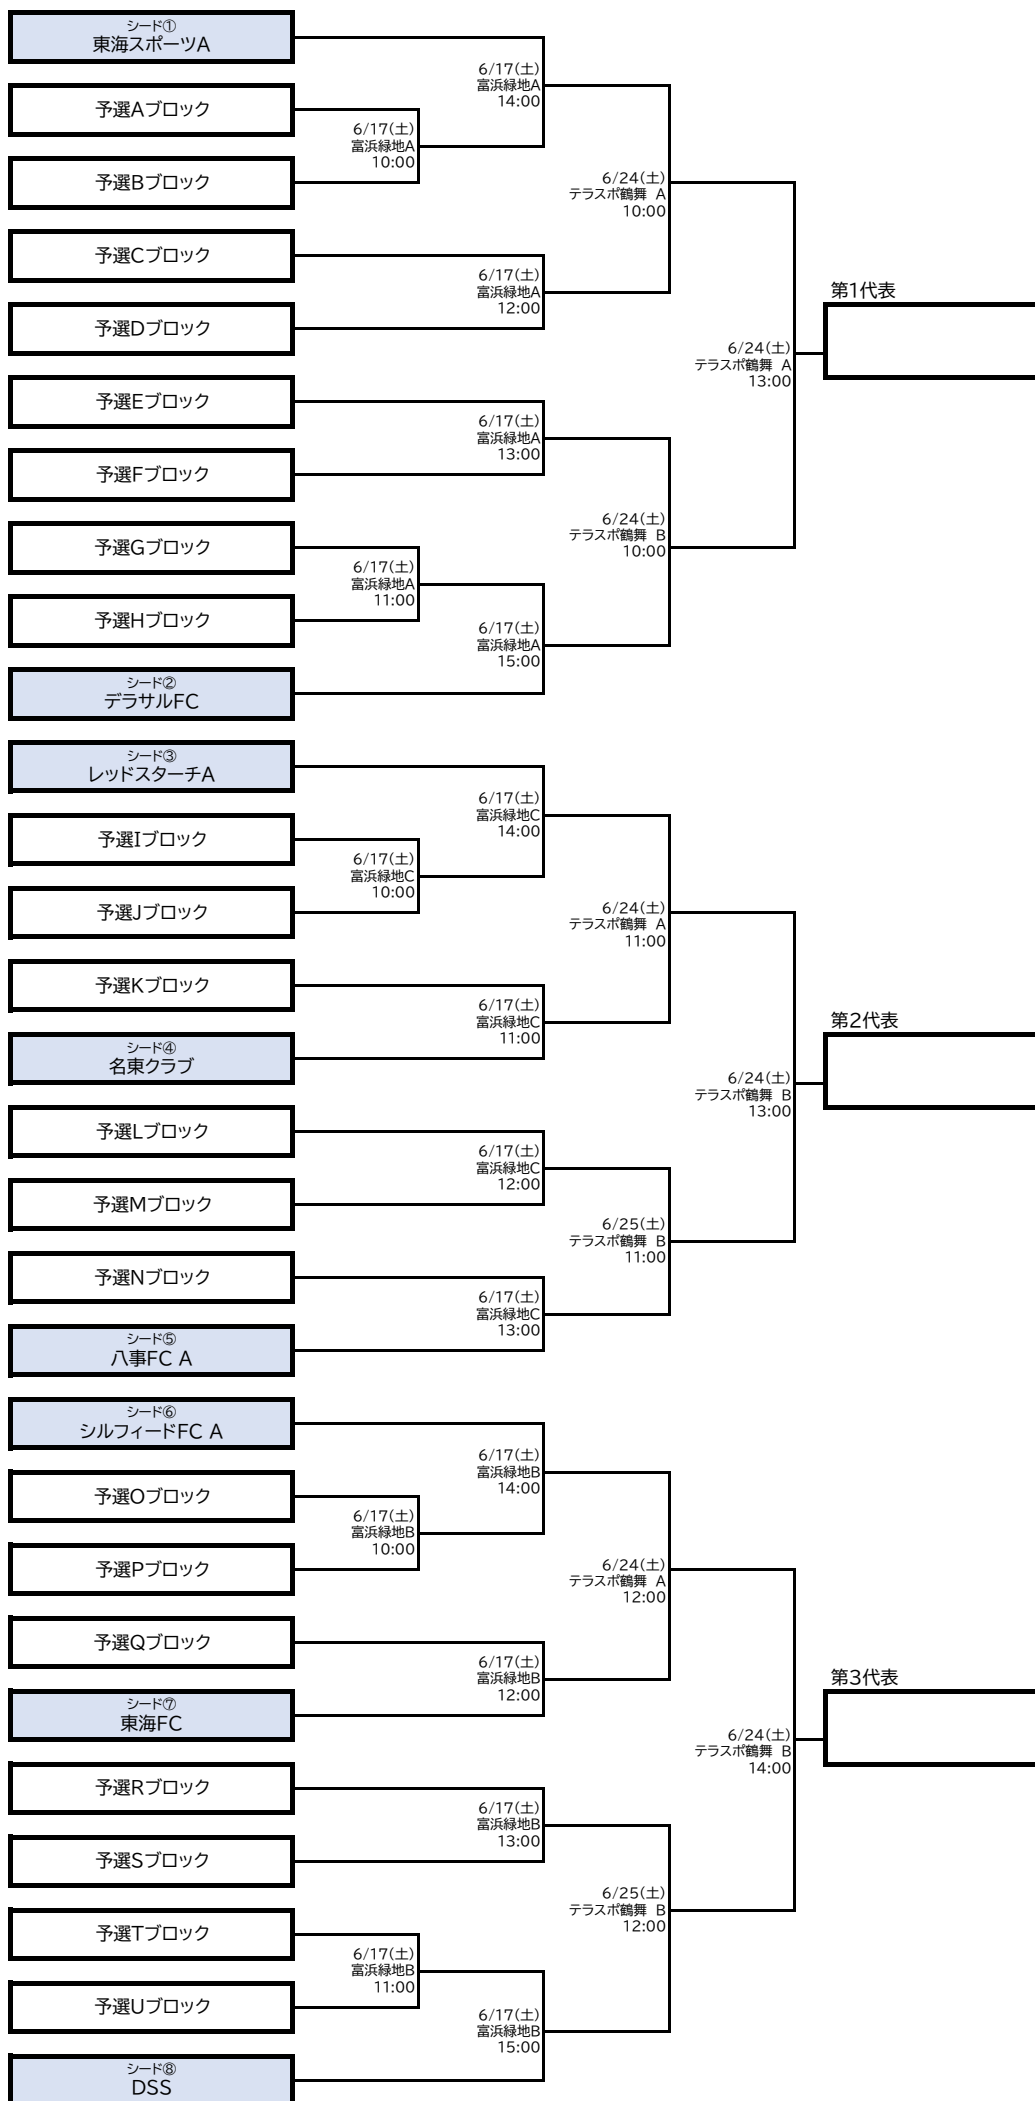 シード①
東海スポーツA
6/17(土)
富浜緑地A
14:00
予選Aブロック
6/17(土)
富浜緑地A
10:00
予選Bブロック
6/24(土)
テラスポ鶴舞 A
10:00
予選Cブロック
6/17(土)
富浜緑地A
12:00
予選Dブロック
第1代表
6/24(土)
テラスポ鶴舞 A
13:00
予選Eブロック
6/17(土)
富浜緑地A
13:00
予選Fブロック
6/24(土)
テラスポ鶴舞 B
10:00
予選Gブロック
6/17(土)
富浜緑地A
11:00
予選Hブロック
6/17(土)
富浜緑地A
15:00
シード②
デラサルFC
シード③
レッドスターチA
6/17(土)
富浜緑地C
14:00
予選Iブロック
6/17(土)
富浜緑地C
10:00
予選Jブロック
6/24(土)
テラスポ鶴舞 A
11:00
予選Kブロック
6/17(土)
富浜緑地C
11:00
シード④
名東クラブ
第2代表
6/24(土)
テラスポ鶴舞 B
13:00
予選Lブロック
6/17(土)
富浜緑地C
12:00
予選Mブロック
6/25(土)
テラスポ鶴舞 B
11:00
予選Nブロック
6/17(土)
富浜緑地C
13:00
シード⑤
八事FC A
シード⑥
シルフィードFC A
6/17(土)
富浜緑地B
14:00
予選Oブロック
6/17(土)
富浜緑地B
10:00
予選Pブロック
6/24(土)
テラスポ鶴舞 A
12:00
予選Qブロック
6/17(土)
富浜緑地B
12:00
シード⑦
東海FC
第3代表
6/24(土)
テラスポ鶴舞 B
14:00
予選Rブロック
6/17(土)
富浜緑地B
13:00
予選Sブロック
6/25(土)
テラスポ鶴舞 B
12:00
予選Tブロック
6/17(土)
富浜緑地B
11:00
予選Uブロック
6/17(土)
富浜緑地B
15:00
シード⑧
DSS